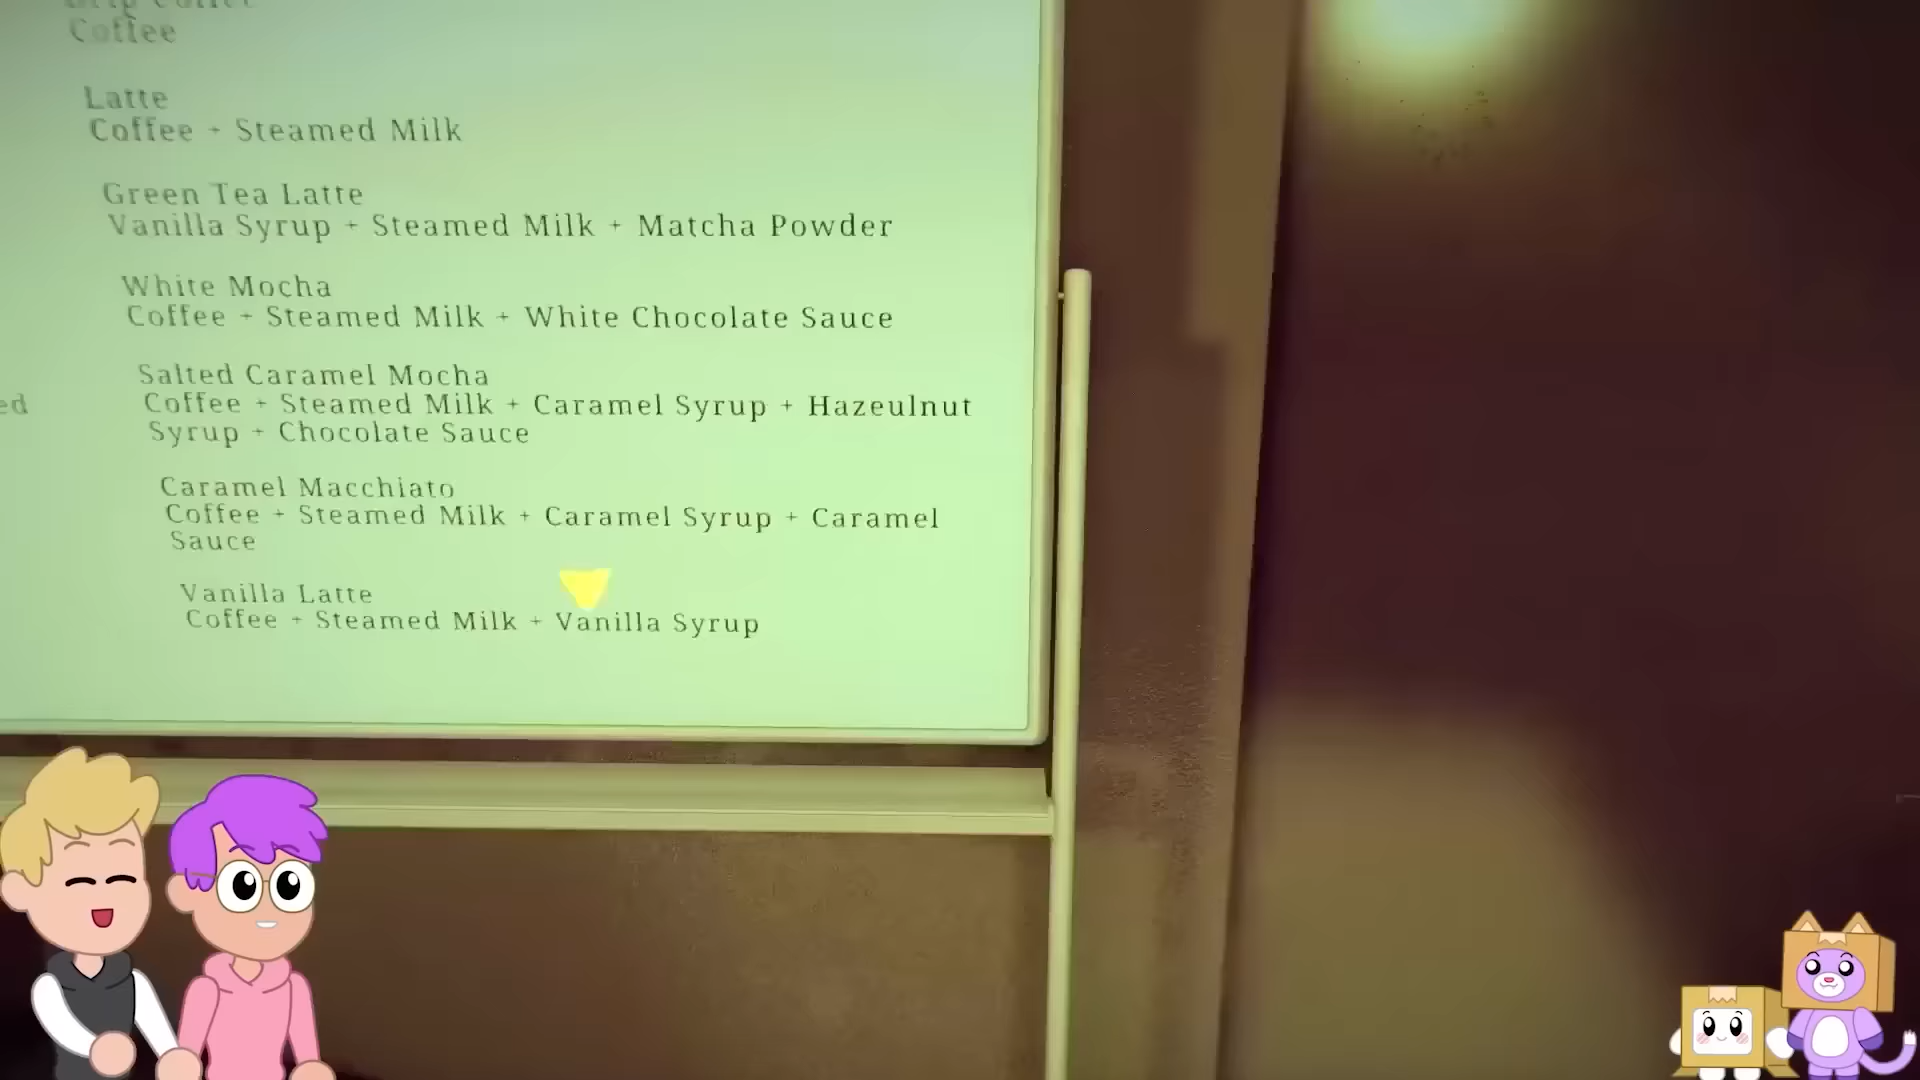 Drip Coffee
Coffee
Latte
Coffee + Steamed Milk
Green Tea Latte
Vanilla Syrup + Steamed Milk + Matcha Powder
White Mocha
Coffee + Steamed Milk + White Chocolate Sauce
Salted Caramel Mocha
Coffee + Steamed Milk + Caramel Syrup + Hazeulnut
Syrup + Chocolate Sauce
Caramel Macchiato
Coffee + Steamed Milk + Caramel Syrup + Caramel
Sauce
Vanilla Latte
Coffee + Steamed Milk + Vanilla Syrup